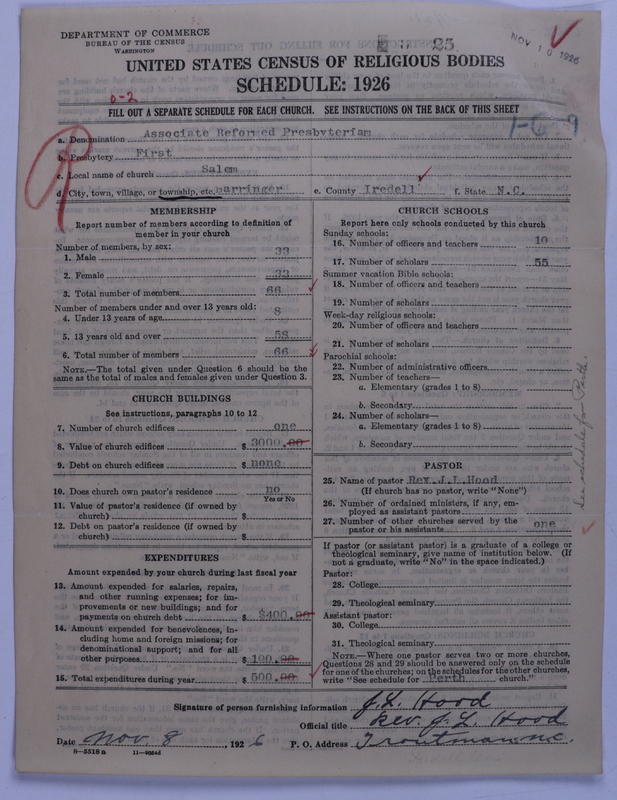 DEPARTMENT OF COMMERCE
BUREAU OF THE CENSUS
WASHINGTON
25
NOV 10 1926
UNITED STATES CENSUS OF RELIGIOUS BODIES
SCHEDULE: 1926
0-2
FILL OUT A SEPARATE SCHEDULE FOR EACH CHURCH. SEE INSTRUCTIONS ON THE BACK OF THIS SHEET
a. Denomination Associate Reformed Presbyterian
b. Presbytery First
c. Local name of church Salem
d. City, town, village, or township, etc. Barringer e. County Iredell f. State N.C.
MEMBERSHIP
Report number of members according to definition of member in your church
Number of members, by sex:
1. Male 33
2. Female 33
3. Total number of members 66
Number of members under and over 13 years old:
4. Under 13 years of age 8
5. 13 years old and over 58
6. Total number of members 66
NOTE.—The total given under Question 6 should be the same as the total of males and females given under Question 3.
CHURCH BUILDINGS
See instructions, paragraphs 10 to 12
7. Number of church edifices one
8. Value of church edifices $ 3000.00
9. Debt on church edifices $ none
10. Does church own pastor's residence no
Yes or No
11. Value of pastor's residence (if owned by church) $
12. Debt on pastor's residence (if owned by church) $
EXPENDITURES
Amount expended by your church during last fiscal year
13. Amount expended for salaries, repairs, and other running expenses; for improvements or new buildings; and for payments on church debt $400.00
14. Amount expended for benevolences, including home and foreign missions; for denominational support; and for all other purposes $ 100.00
15. Total expenditures during year $ 500.00
CHURCH SCHOOLS
Report here only schools conducted by this church
Sunday schools:
16. Number of officers and teachers 10
17. Number of scholars 55
Summer vacation Bible schools:
18. Number of officers and teachers
19. Number of scholars
Week-day religious schools:
20. Number of officers and teachers
21. Number of scholars
Parochial schools:
22. Number of administrative officers
23. Number of teachers—
a. Elementary (grades 1 to 8)
b. Secondary
24. Number of scholars—
a. Elementary (grades 1 to 8)
b. Secondary
See schedule for Perth.
PASTOR
25. Name of pastor Rev. J.L. Hood
(If church has no pastor, write "None")
26. Number of ordained ministers, if any, employed as assistant pastors
27. Number of other churches served by the pastor or his assistants one
If pastor (or assistant pastor) is a graduate of a college or theological seminary, give name of institution below. (If not a graduate, write "No" in the space indicated.)
Pastor:
28. College
29. Theological seminary
Assistant pastor:
30. College
31. Theological seminary
NOTE.—Where one pastor serves two or more churches, Questions 28 and 29 should be answered only on the schedule for one of the churches; on the schedules for the other churches, write "See schedule for Perth church."
Signature of person furnishing information J. L. Hood
Official title Rev. J. L. Hood
Date Nov. 8, 1926 P. O. Address Troutman, N.C.
8-5518 a